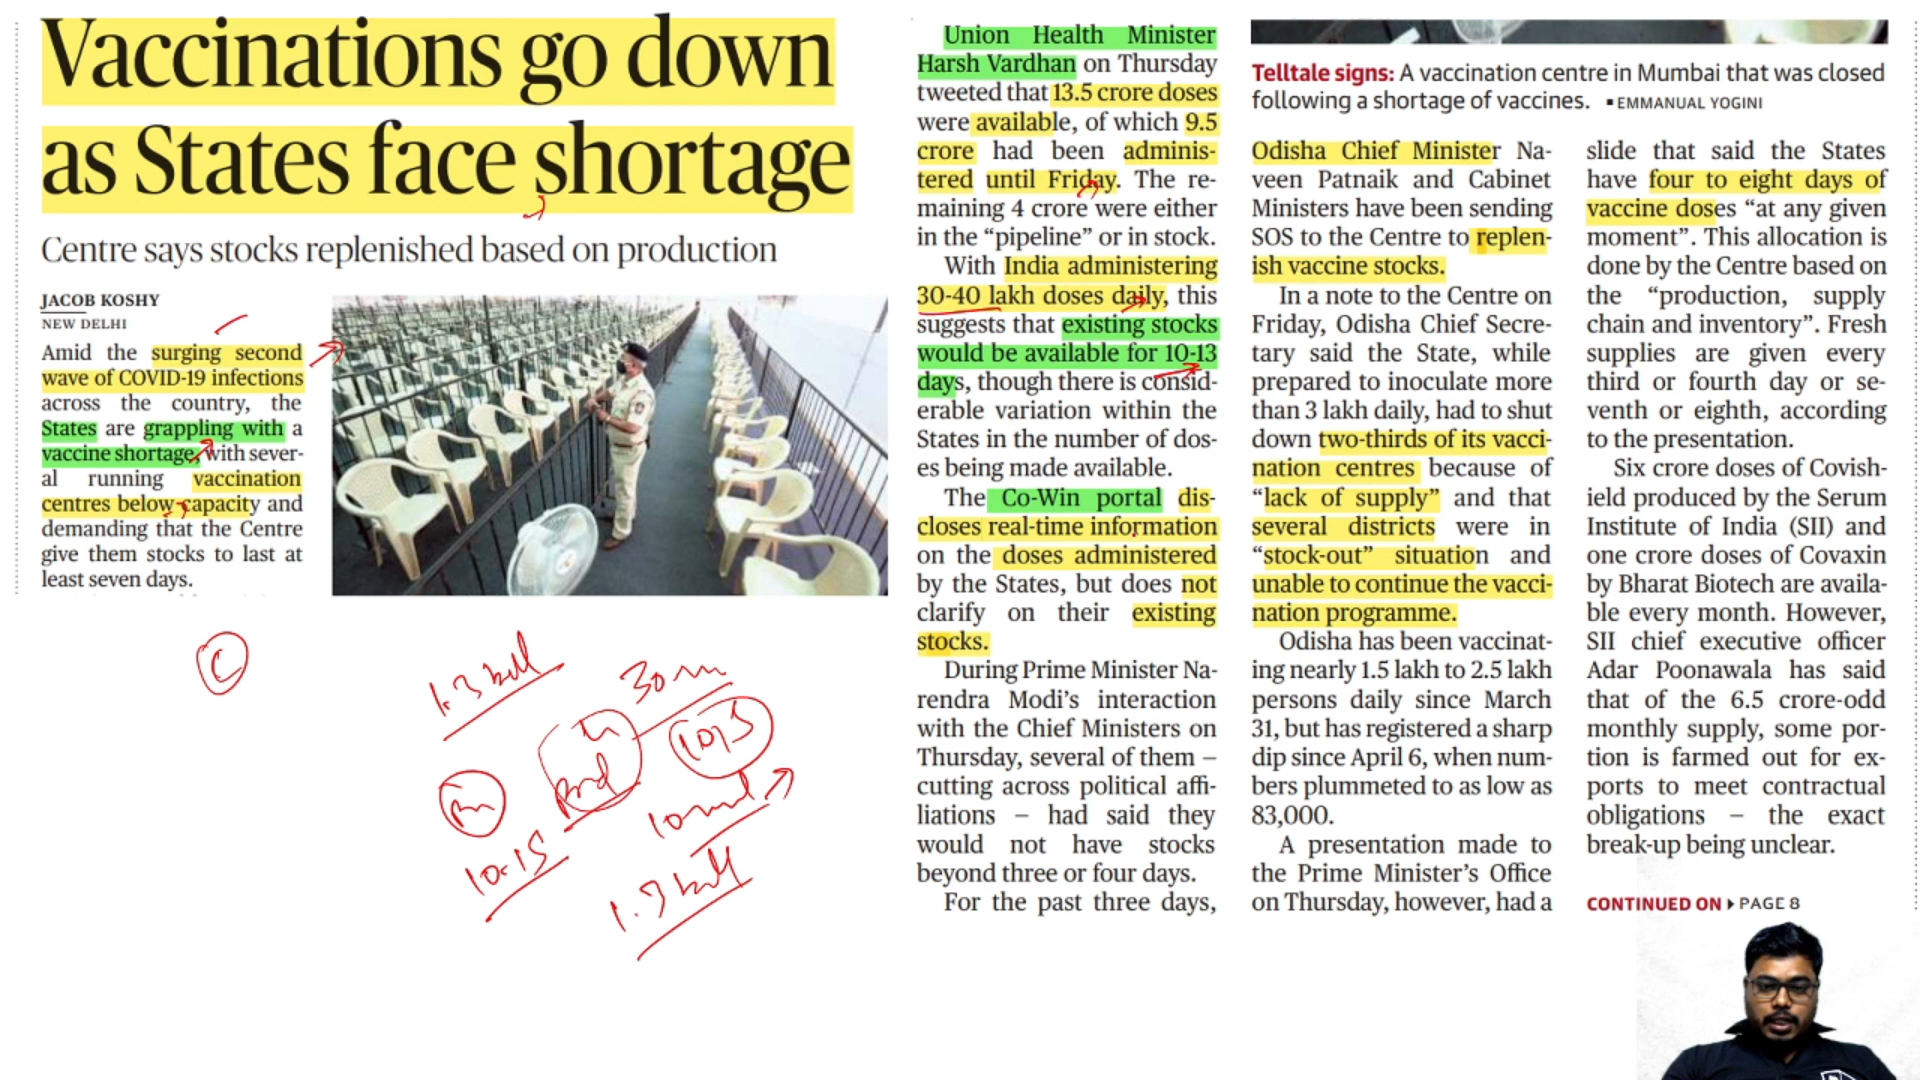 Vaccinations go down
as States face shortage
Centre says stocks replenished based on production
JACOB KOSHY
NEW DELHI
Amid the surging second
wave of COVID-19 infections
across the country, the
States are grappling with a
vaccine shortage, with sever-
al running vaccination
centres below capacity and
demanding that the Centre
give them stocks to last at
least seven days.
C
1.3 bill
30m
10-15
10 mil
1.3 bill
Union Health Minister
Harsh Vardhan on Thursday
tweeted that 13.5 crore doses
were available, of which 9.5
crore had been adminis-
tered until Friday. The re-
maining 4 crore were either
in the “pipeline” or in stock.
With India administering
30-40 lakh doses daily, this
suggests that existing stocks
would be available for 10-13
days, though there is consid-
erable variation within the
States in the number of dos-
es being made available.
The Co-Win portal dis-
closes real-time information
on the doses administered
by the States, but does not
clarify on their existing
stocks.
During Prime Minister Na-
rendra Modi’s interaction
with the Chief Ministers on
Thursday, several of them –
cutting across political affi-
liations – had said they
would not have stocks
beyond three or four days.
For the past three days,
Telltale signs: A vaccination centre in Mumbai that was closed
following a shortage of vaccines. ▪ EMMANUAL YOGINI
Odisha Chief Minister Na-
veen Patnaik and Cabinet
Ministers have been sending
SOS to the Centre to replen-
ish vaccine stocks.
In a note to the Centre on
Friday, Odisha Chief Secre-
tary said the State, while
prepared to inoculate more
than 3 lakh daily, had to shut
down two-thirds of its vacci-
nation centres because of
“lack of supply” and that
several districts were in
“stock-out” situation and
unable to continue the vacci-
nation programme.
Odisha has been vaccinat-
ing nearly 1.5 lakh to 2.5 lakh
persons daily since March
31, but has registered a sharp
dip since April 6, when num-
bers plummeted to as low as
83,000.
A presentation made to
the Prime Minister’s Office
on Thursday, however, had a
slide that said the States
have four to eight days of
vaccine doses “at any given
moment”. This allocation is
done by the Centre based on
the “production, supply
chain and inventory”. Fresh
supplies are given every
third or fourth day or se-
venth or eighth, according
to the presentation.
Six crore doses of Covish-
ield produced by the Serum
Institute of India (SII) and
one crore doses of Covaxin
by Bharat Biotech are availa-
ble every month. However,
SII chief executive officer
Adar Poonawala has said
that of the 6.5 crore-odd
monthly supply, some por-
tion is farmed out for ex-
ports to meet contractual
obligations – the exact
break-up being unclear.
CONTINUED ON ▸ PAGE 8